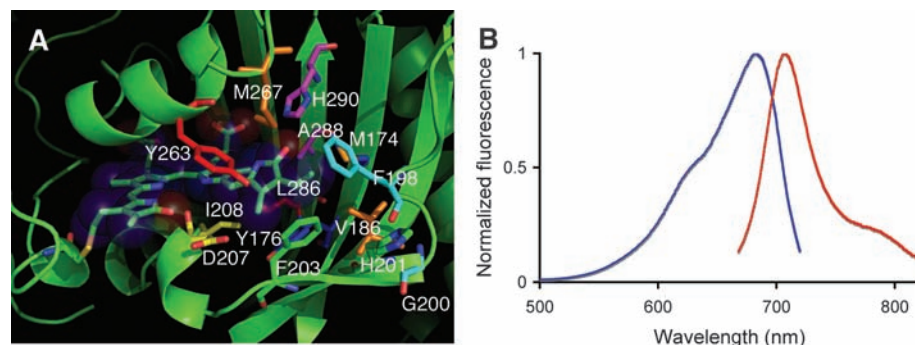 A
M267
H290
A288
M174
Y263
F198
L286
I208
V186
Y176
D207
H201
F203
G200
B
Normalized fluorescence
1
0.5
0
500
600
700
800
Wavelength (nm)